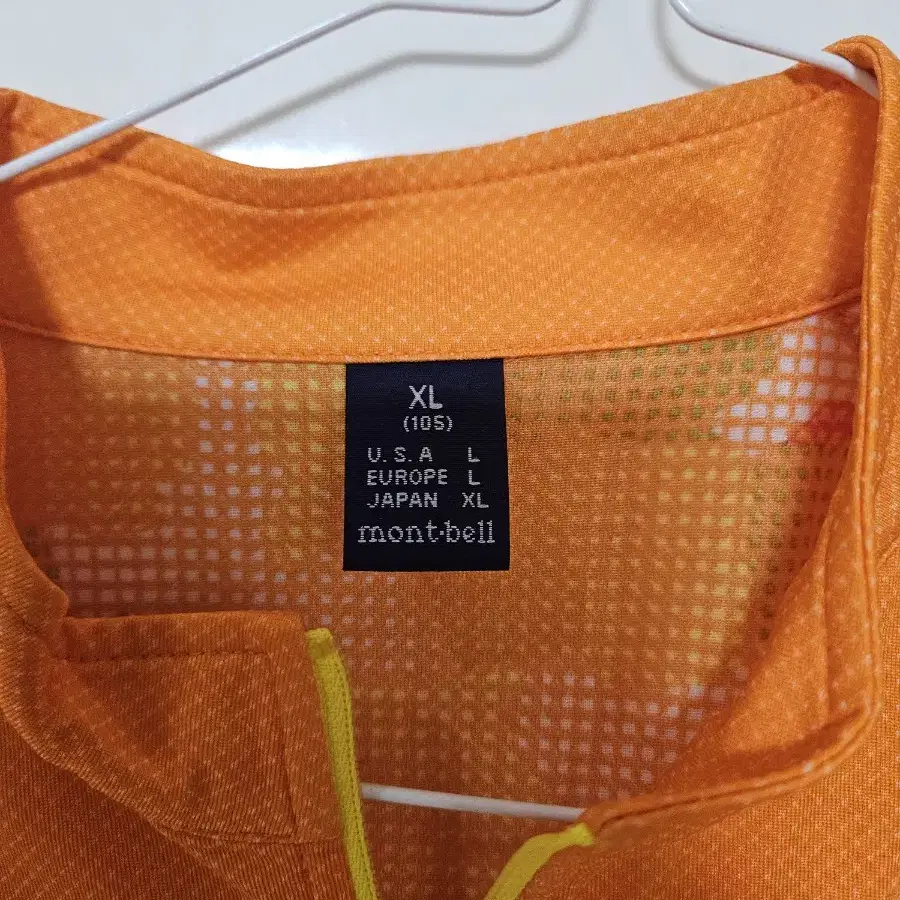 XL
(105)
U.S.A L
EUROPE L
JAPAN XL
mont·bell